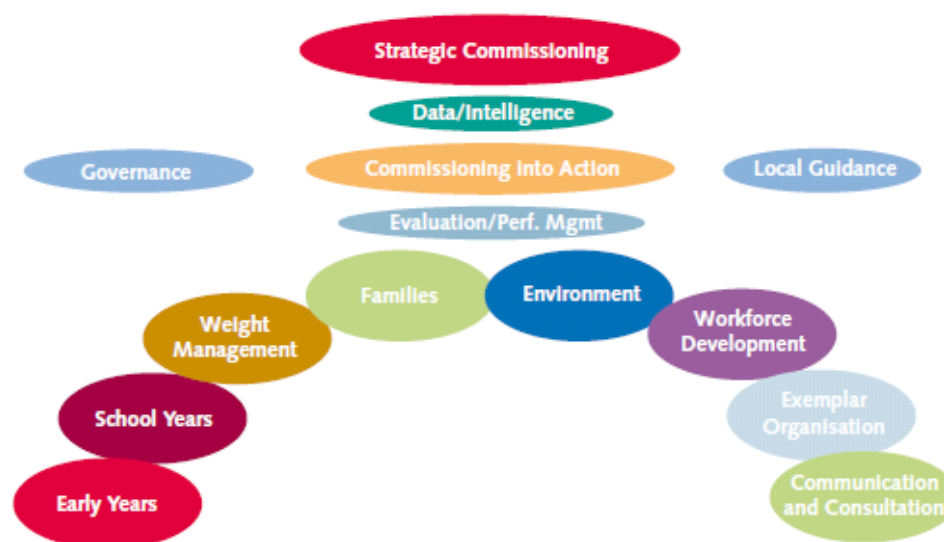 Strategic Commissioning
Data/Intelligence
Governance
Commissioning Into Action
Local Guidance
Evaluation/Perf. Mgmt
Families
Environment
Weight
Management
Workforce
Development
School Years
Exemplar
Organisation
Early Years
Communication
and Consultation